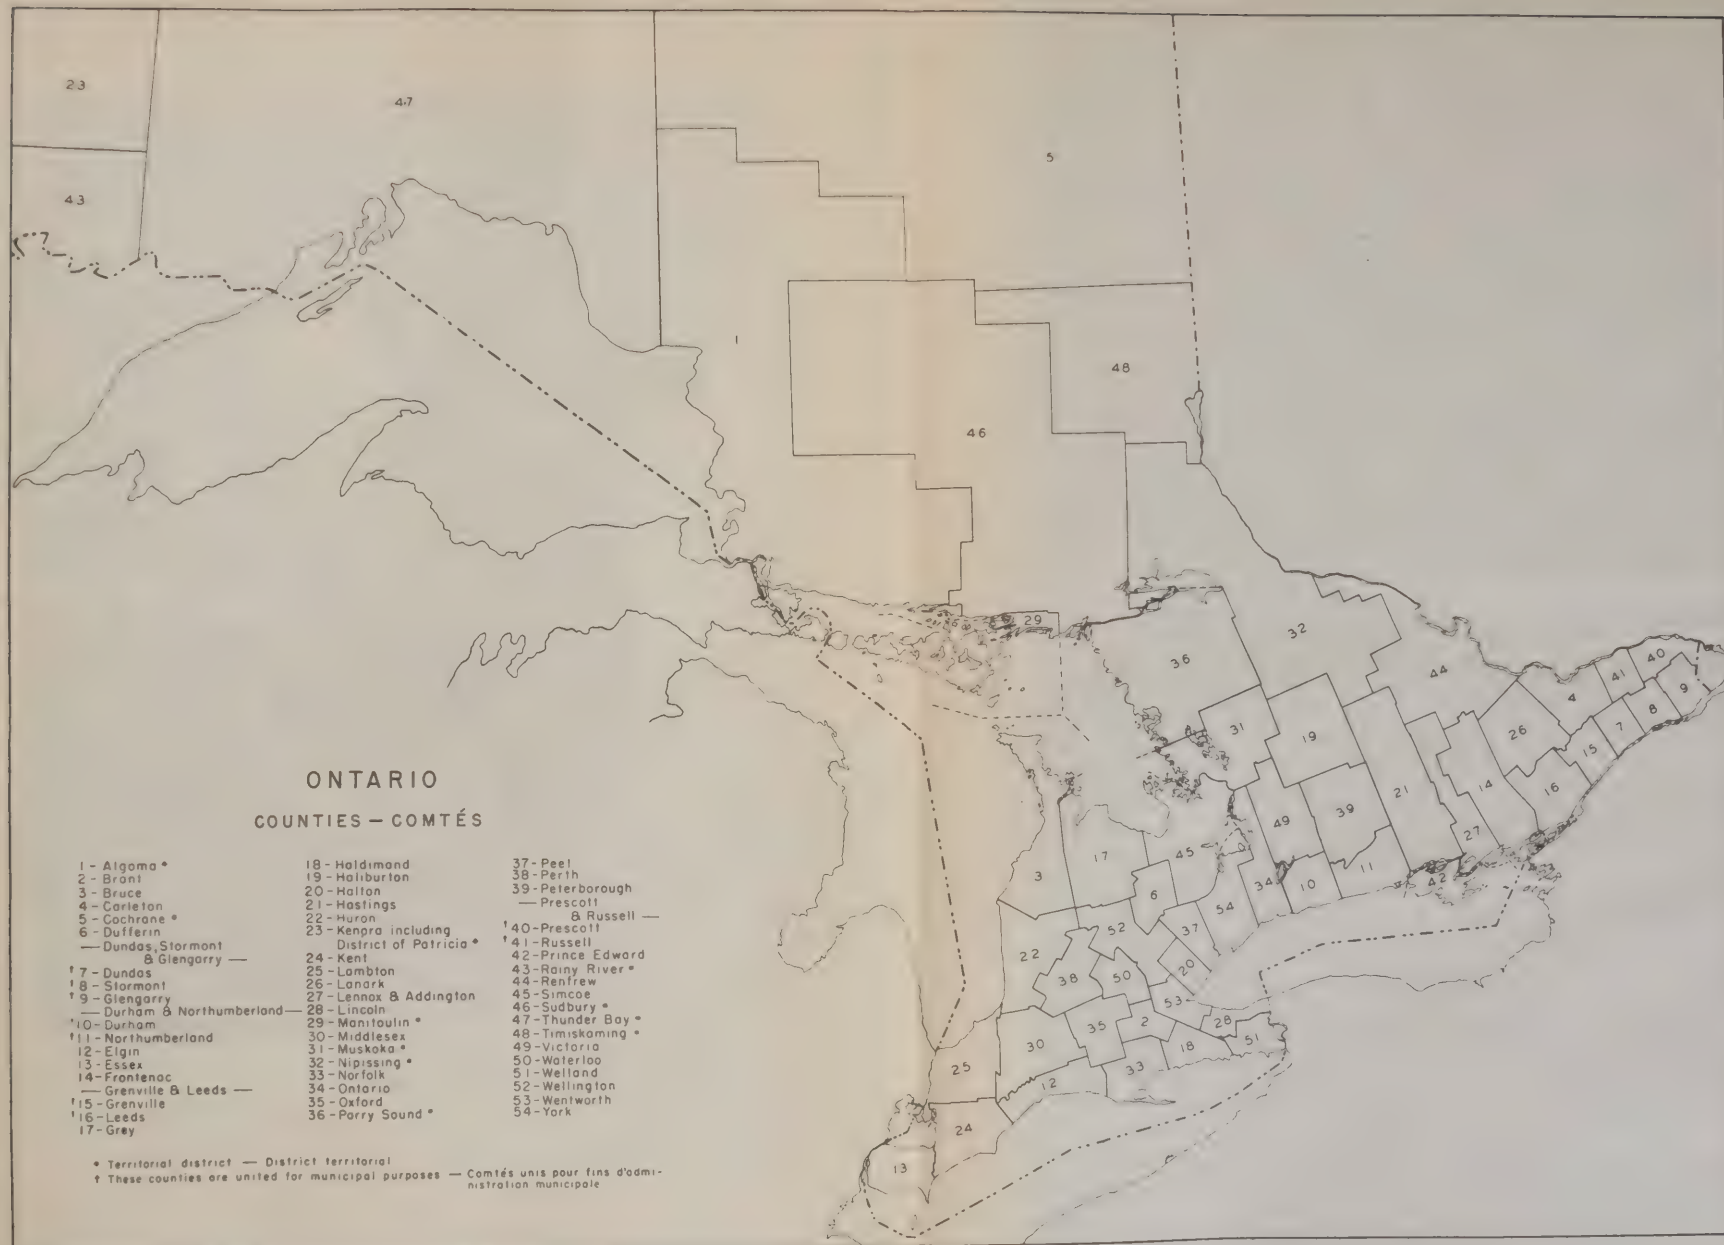 ONTARIO
COUNTIES — COMTÉS
1 - Algoma •
2 - Brant
3 - Bruce
4 - Carleton
5 - Cochrane •
6 - Dufferin
— Dundas, Stormont
& Glengarry —
† 7 - Dundas
† 8 - Stormont
† 9 - Glengarry
— Durham & Northumberland —
† 10 - Durham
† 11 - Northumberland
12 - Elgin
13 - Essex
14 - Frontenac
— Grenville & Leeds —
† 15 - Grenville
† 16 - Leeds
17 - Grey
18 - Haldimand
19 - Haliburton
20 - Halton
21 - Hastings
22 - Huron
23 - Kenora including
District of Patricia •
24 - Kent
25 - Lambton
26 - Lanark
27 - Lennox & Addington
28 - Lincoln
29 - Manitoulin •
30 - Middlesex
31 - Muskoka •
32 - Nipissing •
33 - Norfolk
34 - Ontario
35 - Oxford
36 - Parry Sound •
37 - Peel
38 - Perth
39 - Peterborough
— Prescott
& Russell —
† 40 - Prescott
† 41 - Russell
42 - Prince Edward
43 - Rainy River •
44 - Renfrew
45 - Simcoe
46 - Sudbury •
47 - Thunder Bay •
48 - Timiskaming •
49 - Victoria
50 - Waterloo
51 - Welland
52 - Wellington
53 - Wentworth
54 - York
• Territorial district — District territorial
† These counties are united for municipal purposes — Comtés unis pour fins d'admi-
nistration municipale
23
47
5
43
1
48
46
29
32
36
44
40
41
9
4
8
7
31
19
26
15
16
14
21
39
49
27
17
45
3
11
34
10
42
6
54
52
37
22
38
50
20
53
35
2
28
51
30
18
33
25
12
24
13